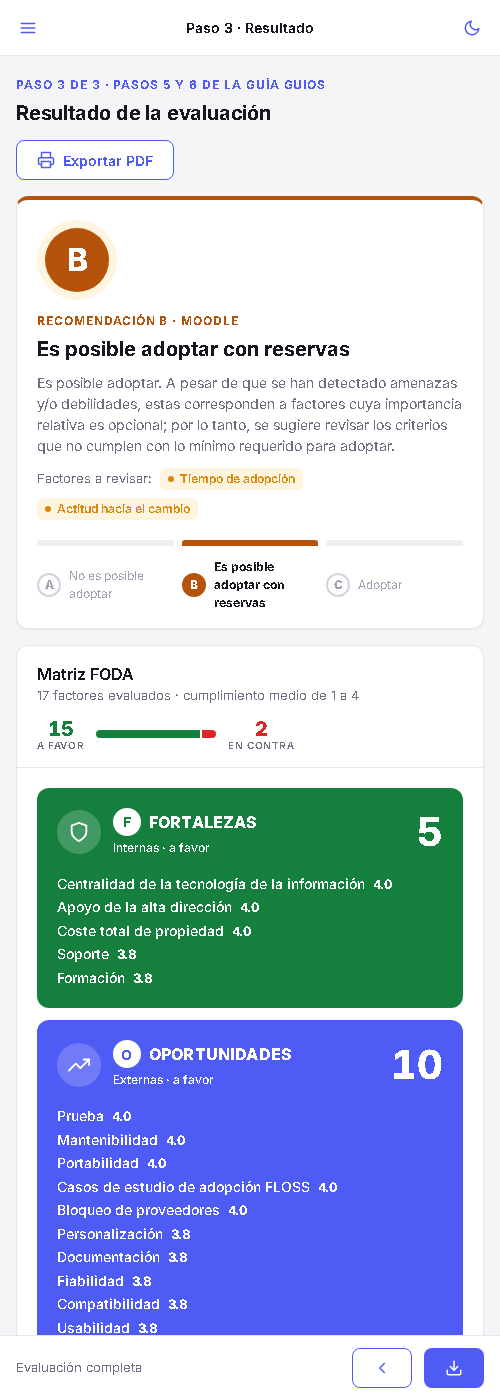 Paso 3 · Resultado
PASO 3 DE 3 · PASOS 5 Y 6 DE LA GUÍA GUIOS
Resultado de la evaluación
Exportar PDF
B
RECOMENDACIÓN B · MOODLE
Es posible adoptar con reservas
Es posible adoptar. A pesar de que se han detectado amenazas
y/o debilidades, estas corresponden a factores cuya importancia
relativa es opcional; por lo tanto, se sugiere revisar los criterios
que no cumplen con lo mínimo requerido para adoptar.
Factores a revisar: Tiempo de adopción
Actitud hacia el cambio
A No es posible
adoptar
B Es posible
adoptar con
reservas
C Adoptar
Matriz FODA
17 factores evaluados · cumplimiento medio de 1 a 4
15 2
A FAVOR EN CONTRA
F FORTALEZAS 5
Internas · a favor
Centralidad de la tecnología de la información 4.0
Apoyo de la alta dirección 4.0
Coste total de propiedad 4.0
Soporte 3.8
Formación 3.8
O OPORTUNIDADES 10
Externas · a favor
Prueba 4.0
Mantenibilidad 4.0
Portabilidad 4.0
Casos de estudio de adopción FLOSS 4.0
Bloqueo de proveedores 4.0
Personalización 3.8
Documentación 3.8
Fiabilidad 3.8
Compatibilidad 3.8
Usabilidad 3.8
Evaluación completa